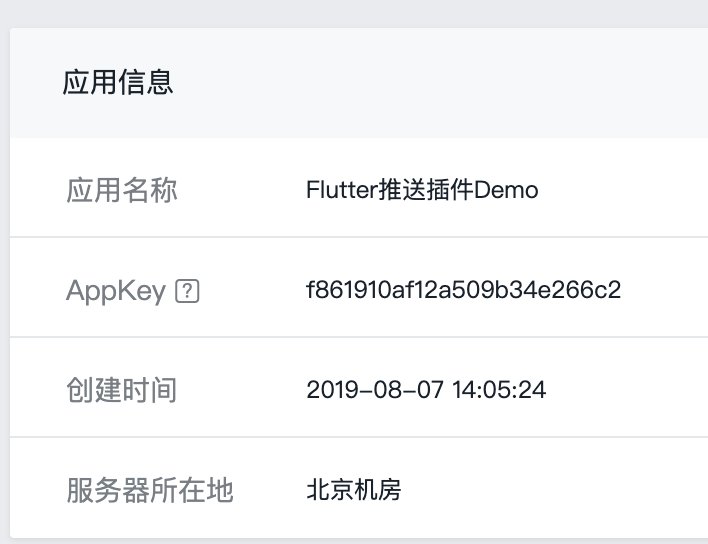 应用信息
应用名称 Flutter推送插件Demo
AppKey ? f861910af12a509b34e266c2
创建时间 2019-08-07 14:05:24
服务器所在地 北京机房